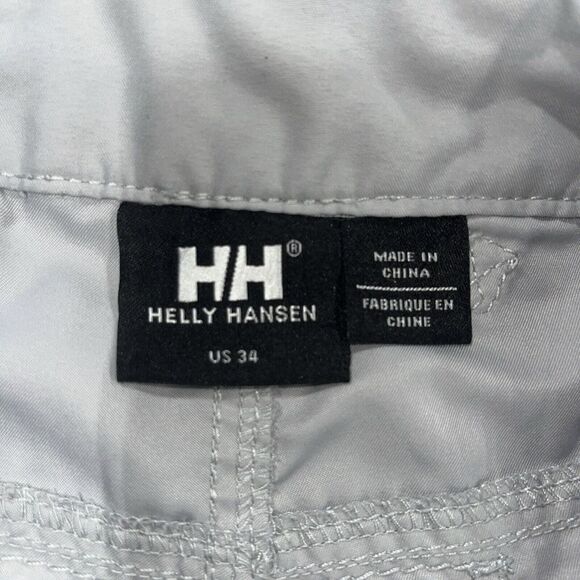 HH®
HELLY HANSEN
US 34
MADE IN
CHINA
FABRIQUE EN
CHINE